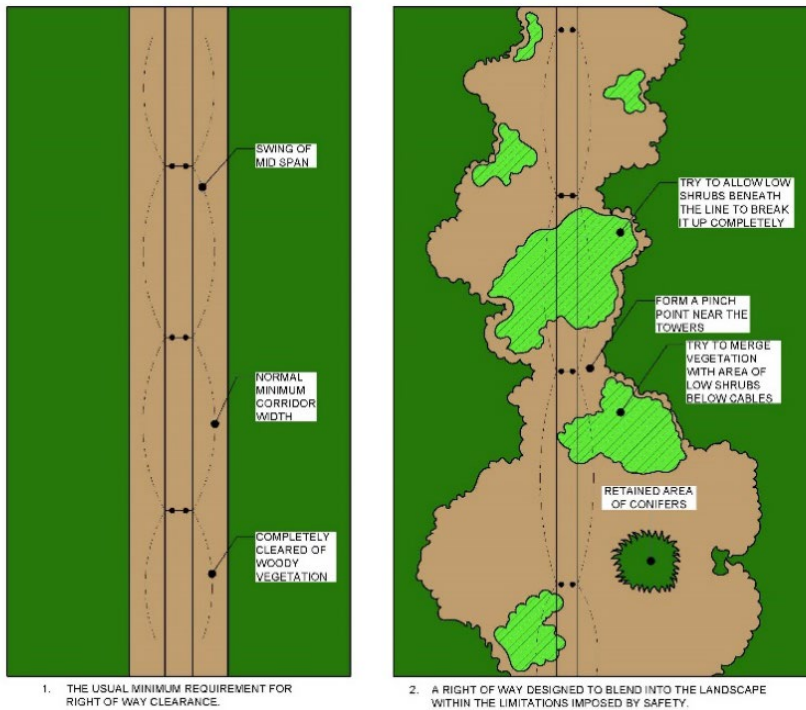 SWING OF
MID SPAN
NORMAL
MINIMUM
CORRIDOR
WIDTH
COMPLETELY
CLEARED OF
WOODY
VEGETATION
1. THE USUAL MINIMUM REQUIREMENT FOR
RIGHT OF WAY CLEARANCE.
TRY TO ALLOW LOW
SHRUBS BENEATH
THE LINE TO BREAK
IT UP COMPLETELY
FORM A PINCH
POINT NEAR THE
TOWERS
TRY TO MERGE
VEGETATION
WITH AREA OF
LOW SHRUBS
BELOW CABLES
RETAINED AREA
OF CONIFERS
2. A RIGHT OF WAY DESIGNED TO BLEND INTO THE LANDSCAPE
WITHIN THE LIMITATIONS IMPOSED BY SAFETY.